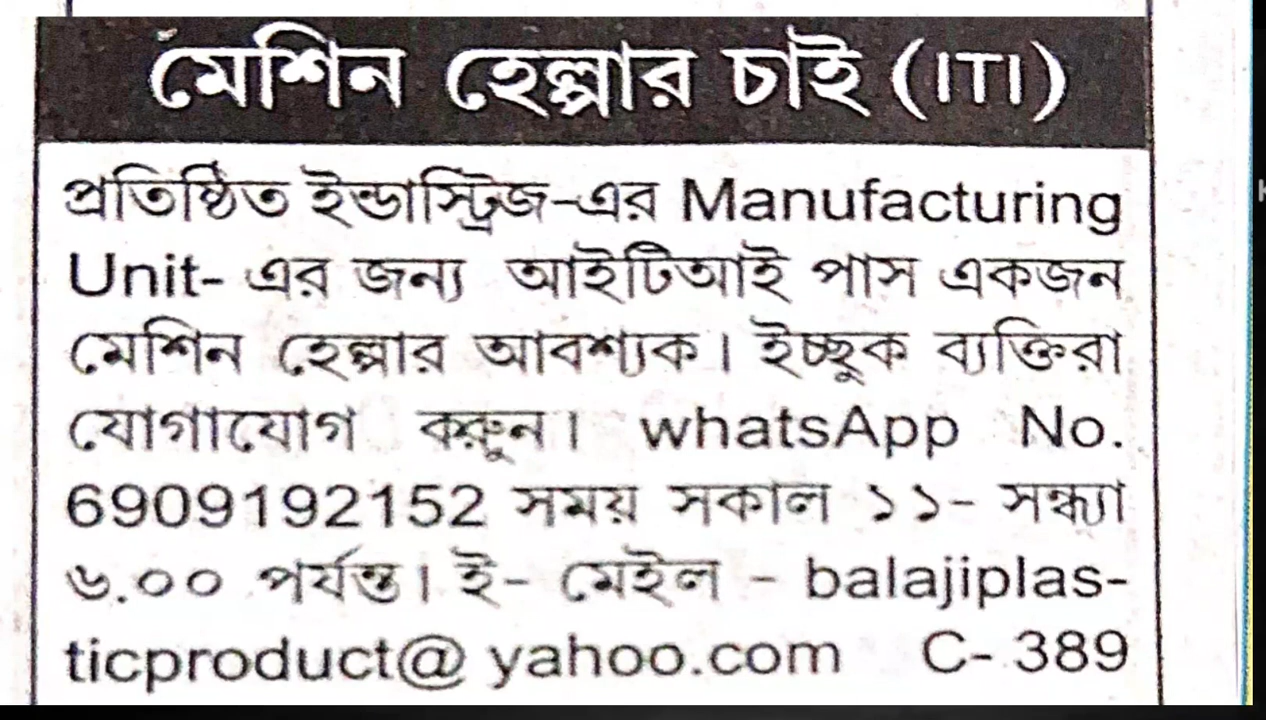 মেশিন হেল্পার চাই (ITI)
প্রতিষ্ঠিত ইন্ডাস্ট্রিজ-এর Manufacturing
Unit- এর জন্য আইটিআই পাস একজন
মেশিন হেল্পার আবশ্যক। ইচ্ছুক ব্যক্তিরা
যোগাযোগ করুন। whatsApp No.
6909192152 সময় সকাল ১১- সন্ধ্যা
৬.০০ পর্যন্ত। ই- মেইল - balajiplas-
ticproduct@ yahoo.com C- 389